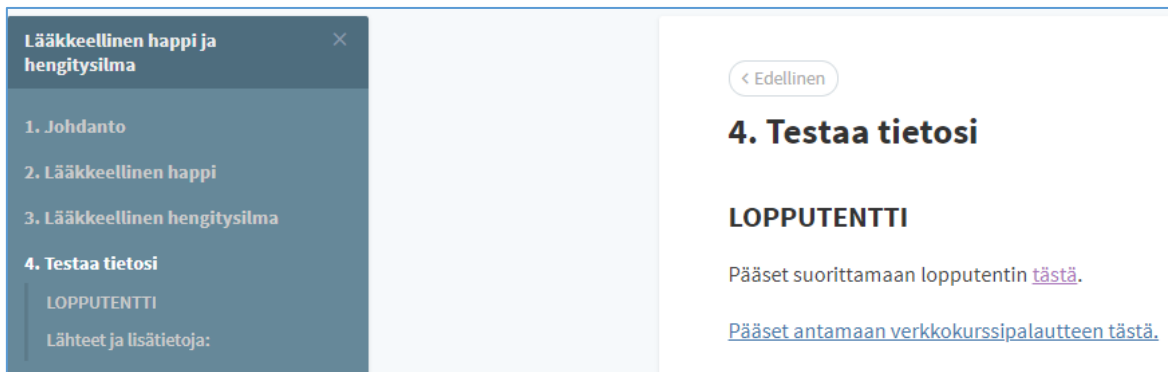 Lääkkeellinen happi ja
hengitysilma
1. Johdanto
2. Lääkkeellinen happi
3. Lääkkeellinen hengitysilma
4. Testaa tietosi
LOPPUTENTTI
Lähteet ja lisätietoja:
< Edellinen
4. Testaa tietosi
LOPPUTENTTI
Pääset suorittamaan lopputentin tästä.
Pääset antamaan verkkokurssipalautteen tästä.